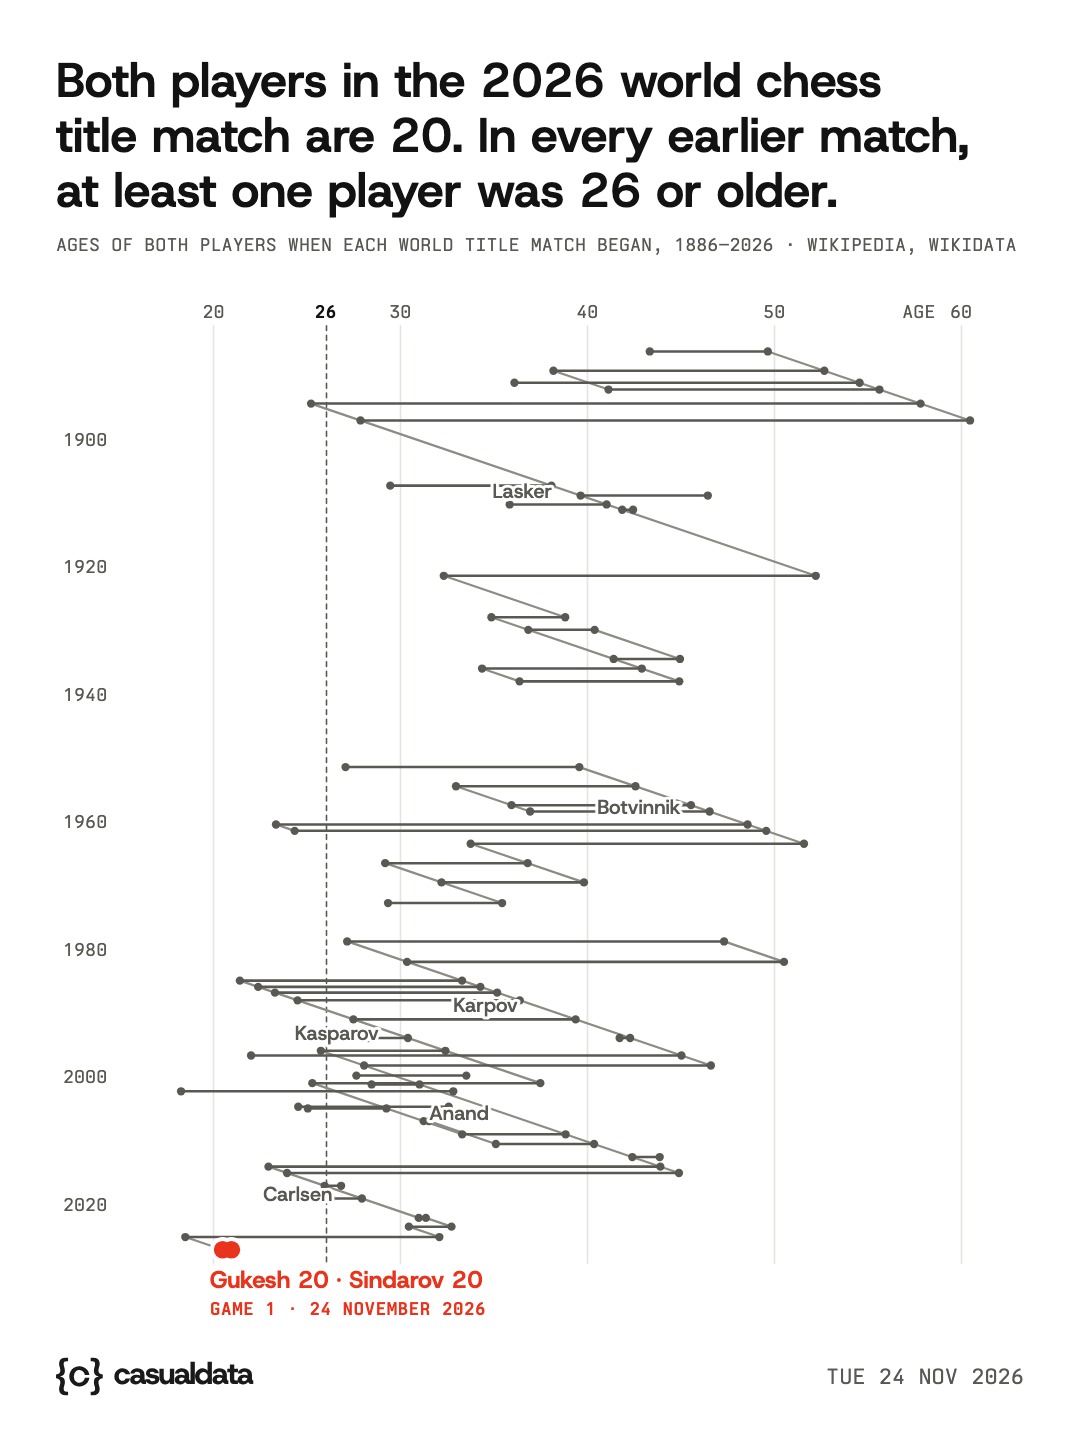 Both players in the 2026 world chess
title match are 20. In every earlier match,
at least one player was 26 or older.
AGES OF BOTH PLAYERS WHEN EACH WORLD TITLE MATCH BEGAN, 1886–2026 · WIKIPEDIA, WIKIDATA
20 26 30 40 50 AGE 60
1900
Lasker
1920
1940
Botvinnik
1960
1980
Karpov
Kasparov
2000
Anand
Carlsen
2020
Gukesh 20 · Sindarov 20
GAME 1 · 24 NOVEMBER 2026
{c} casualdata
TUE 24 NOV 2026